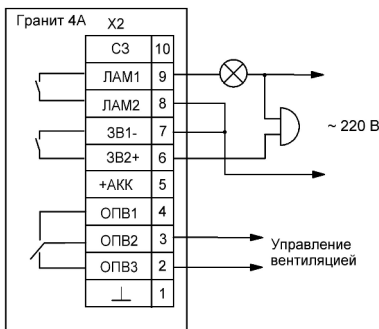 Гранит 4А
X2
СЗ 10
ЛАМ1 9
ЛАМ2 8
ЗВ1- 7
ЗВ2+ 6
+АКК 5
ОПВ1 4
ОПВ2 3
ОПВ3 2
1
~ 220 В
Управление
вентиляцией